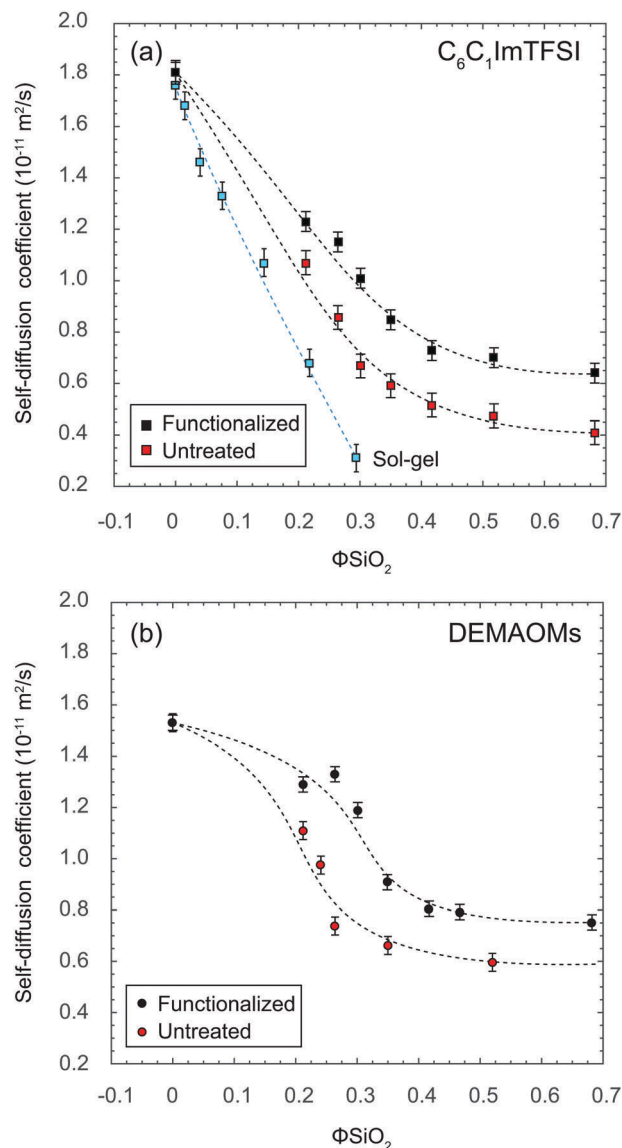 (a) C₆C₁ImTFSI
Self-diffusion coefficient (10⁻¹¹ m²/s)
2.0
1.8
1.6
1.4
1.2
1.0
0.8
0.6
0.4
0.2
Functionalized
Untreated
Sol-gel
-0.1 0 0.1 0.2 0.3 0.4 0.5 0.6 0.7
ΦSiO₂
(b) DEMAOMs
Self-diffusion coefficient (10⁻¹¹ m²/s)
2.0
1.8
1.6
1.4
1.2
1.0
0.8
0.6
0.4
0.2
Functionalized
Untreated
-0.1 0 0.1 0.2 0.3 0.4 0.5 0.6 0.7
ΦSiO₂